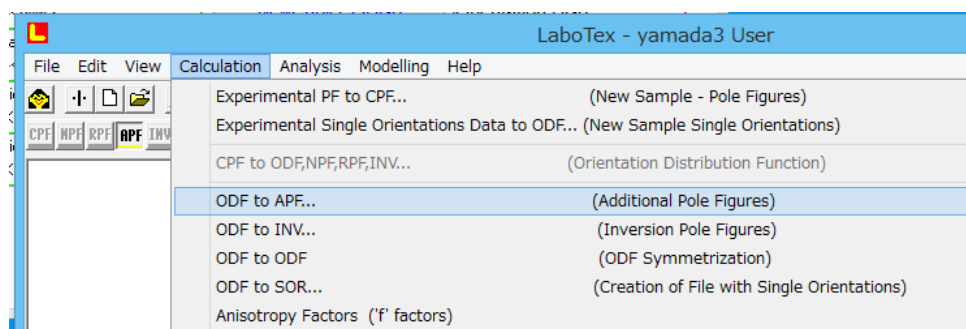 LaboTex - yamada3 User
File Edit View Calculation Analysis Modelling Help
CPF NPF RPF APF INV
Experimental PF to CPF... (New Sample - Pole Figures)
Experimental Single Orientations Data to ODF... (New Sample Single Orientations)
CPF to ODF,NPF,RPF,INV... (Orientation Distribution Function)
ODF to APF... (Additional Pole Figures)
ODF to INV... (Inversion Pole Figures)
ODF to ODF (ODF Symmetrization)
ODF to SOR... (Creation of File with Single Orientations)
Anisotropy Factors ('f' factors)